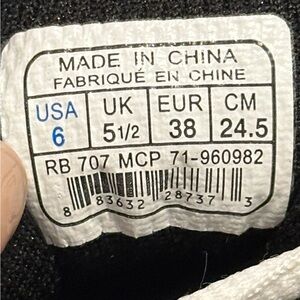 MADE IN CHINA
FABRIQUÉ EN CHINE
USA UK EUR CM
6 5 1/2 38 24.5
RB 707 MCP 71-960982
8 83632 28737 3